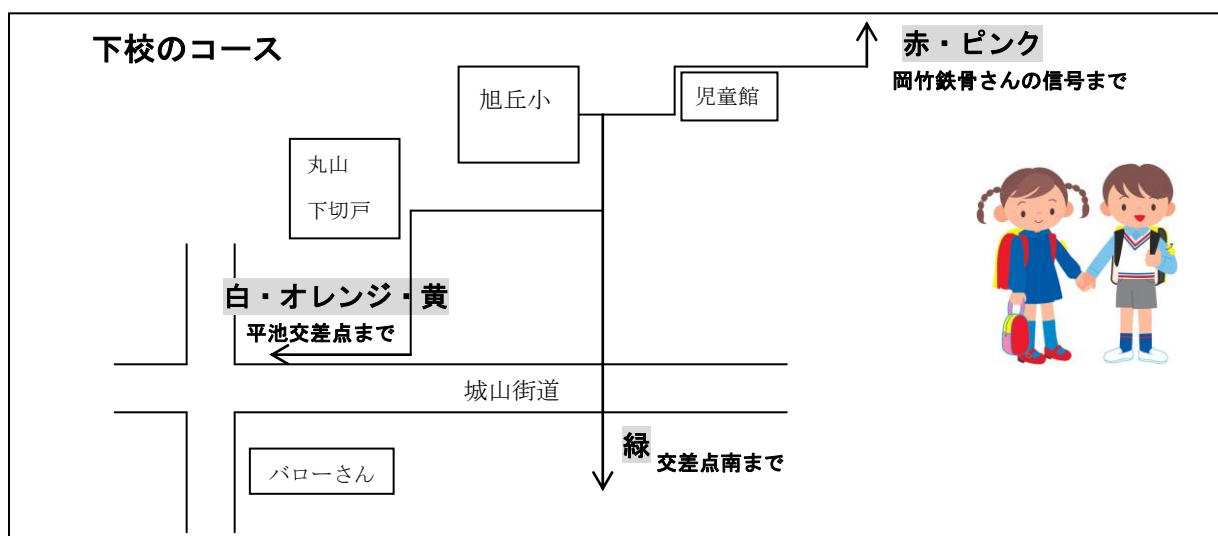 下校のコース
赤・ピンク
岡竹鉄骨さんの信号まで
旭丘小
児童館
丸山
下切戸
白・オレンジ・黄
平池交差点まで
城山街道
緑
交差点南まで
バローさん